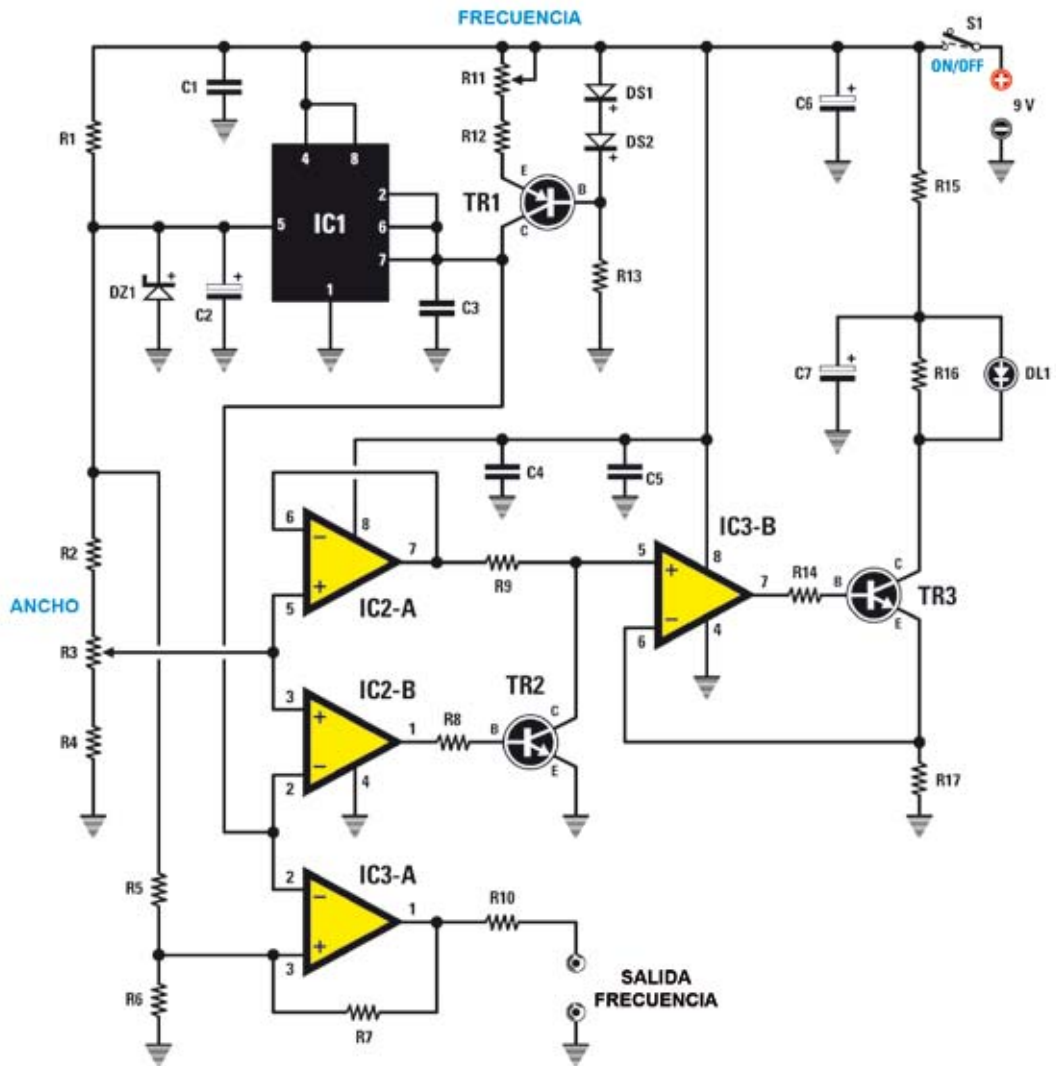 FRECUENCIA
S1
ON/OFF
+
9 V
−
C1
R11
DS1
+
DS2
+
C6
+
R1
R12
4 8
IC1
2
6
7
5
1
E
B
C
TR1
R13
R15
DZ1
+
C2
+
C3
C7
+
R16
DL1
C4
C5
R2
ANCHO
R3
R4
6
−
+
5
8
7
IC2-A
R9
IC3-B
5
+
−
6
8
4
7
R14
B
C
E
TR3
R17
IC2-B
3
+
−
2
1
4
R8
TR2
B
C
E
R5
R6
IC3-A
2
−
+
3
1
R10
R7
SALIDA
FRECUENCIA